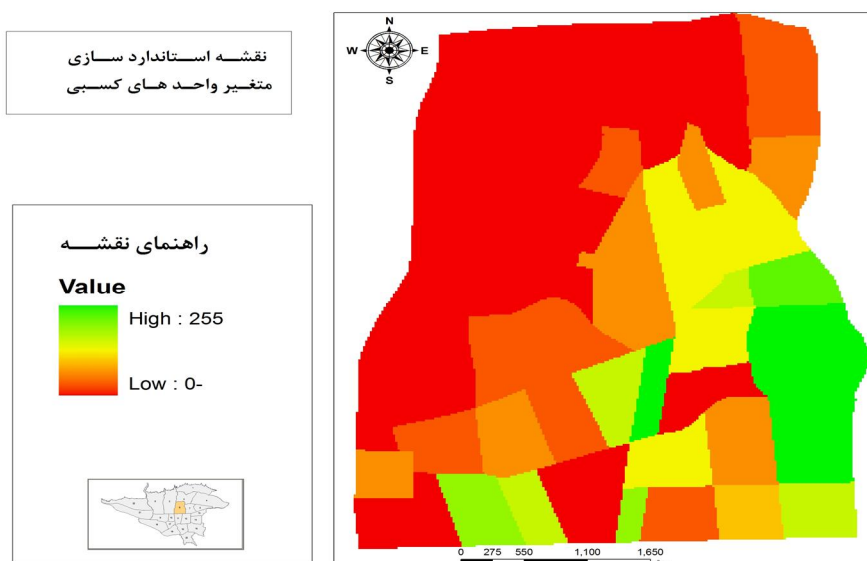 نقشه استاندارد سازی
متغیر واحد های کسبی
راهنمای نقشه
Value
High : 255
Low : 0-
N
W E
S
0 275 550 1,100 1,650